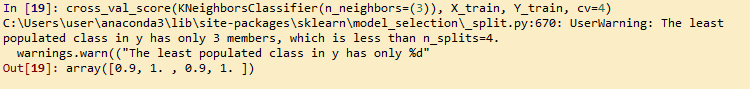 In [19]: cross_val_score(KNeighborsClassifier(n_neighbors=(3)), X_train, Y_train, cv=4)
C:\Users\user\anaconda3\lib\site-packages\sklearn\model_selection\_split.py:670: UserWarning: The least
populated class in y has only 3 members, which is less than n_splits=4.
  warnings.warn(("The least populated class in y has only %d"
Out[19]: array([0.9, 1. , 0.9, 1. ])